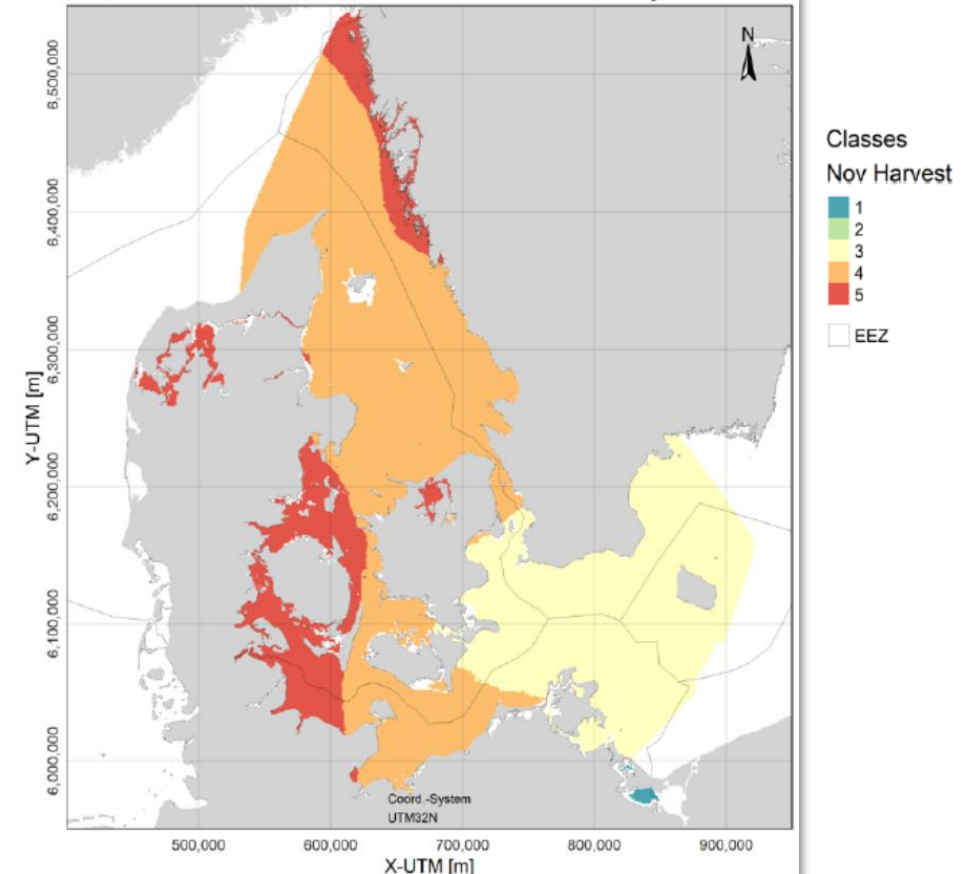 N
6,500,000
6,400,000
6,300,000
6,200,000
6,100,000
6,000,000
Y-UTM [m]
Coord.-System
UTM32N
500,000 600,000 700,000 800,000 900,000
X-UTM [m]
Classes
Nov Harvest
1
2
3
4
5
EEZ